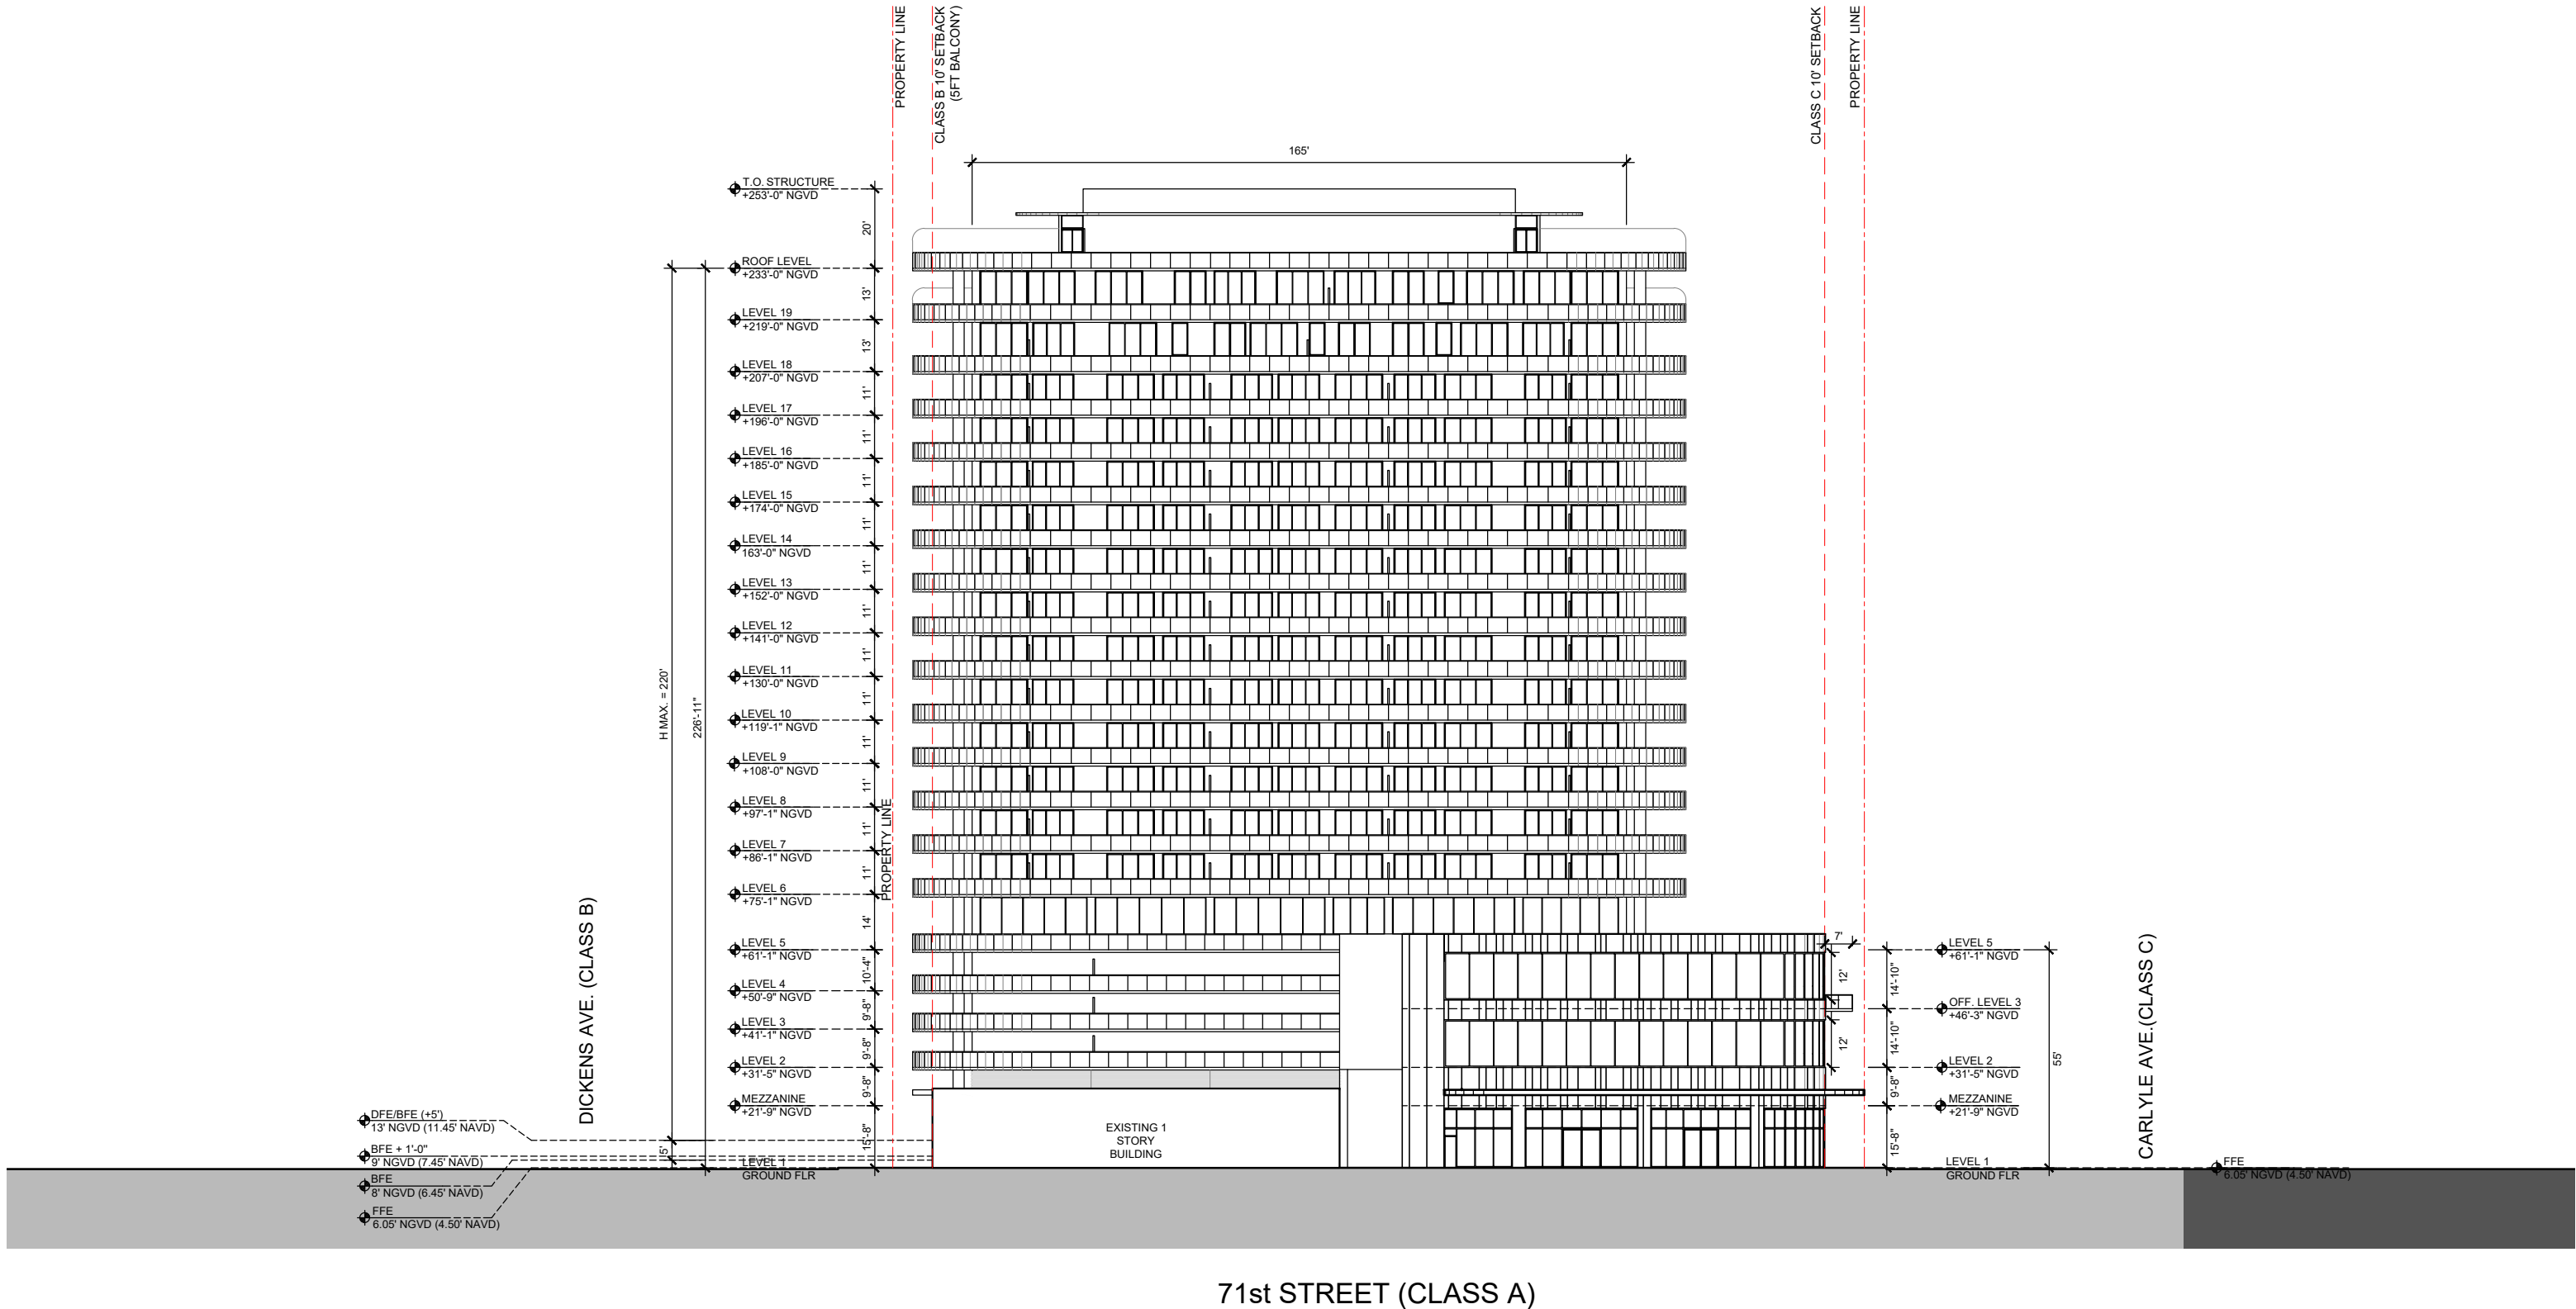 PROPERTY LINE
CLASS B 10' SETBACK
(5FT BALCONY)
CLASS C 10' SETBACK
PROPERTY LINE
165'
T.O. STRUCTURE
+253'-0" NGVD
20'
ROOF LEVEL
+233'-0" NGVD
13'
LEVEL 19
+219'-0" NGVD
13'
LEVEL 18
+207'-0" NGVD
11'
LEVEL 17
+196'-0" NGVD
11'
LEVEL 16
+185'-0" NGVD
11'
LEVEL 15
+174'-0" NGVD
11'
LEVEL 14
163'-0" NGVD
11'
LEVEL 13
+152'-0" NGVD
11'
LEVEL 12
+141'-0" NGVD
11'
LEVEL 11
+130'-0" NGVD
11'
LEVEL 10
+119'-1" NGVD
11'
LEVEL 9
+108'-0" NGVD
11'
LEVEL 8
+97'-1" NGVD
11'
LEVEL 7
+86'-1" NGVD
11'
LEVEL 6
+75'-1" NGVD
14'
LEVEL 5
+61'-1" NGVD
10'-4"
LEVEL 4
+50'-9" NGVD
9'-8"
LEVEL 3
+41'-1" NGVD
9'-8"
LEVEL 2
+31'-5" NGVD
9'-8"
MEZZANINE
+21'-9" NGVD
15'-8"
LEVEL 1
GROUND FLR
H MAX. = 220'
226'-11"
5'
PROPERTY LINE
DICKENS AVE. (CLASS B)
DFE/BFE (+5')
13' NGVD (11.45' NAVD)
BFE + 1'-0"
9' NGVD (7.45' NAVD)
BFE
8' NGVD (6.45' NAVD)
FFE
6.05' NGVD (4.50' NAVD)
EXISTING 1
STORY
BUILDING
7'
12'
12'
14'-10"
14'-10"
9'-8"
15'-8"
LEVEL 5
+61'-1" NGVD
OFF. LEVEL 3
+46'-3" NGVD
LEVEL 2
+31'-5" NGVD
MEZZANINE
+21'-9" NGVD
LEVEL 1
GROUND FLR
55'
CARLYLE AVE.(CLASS C)
FFE
6.05' NGVD (4.50' NAVD)
71st STREET (CLASS A)